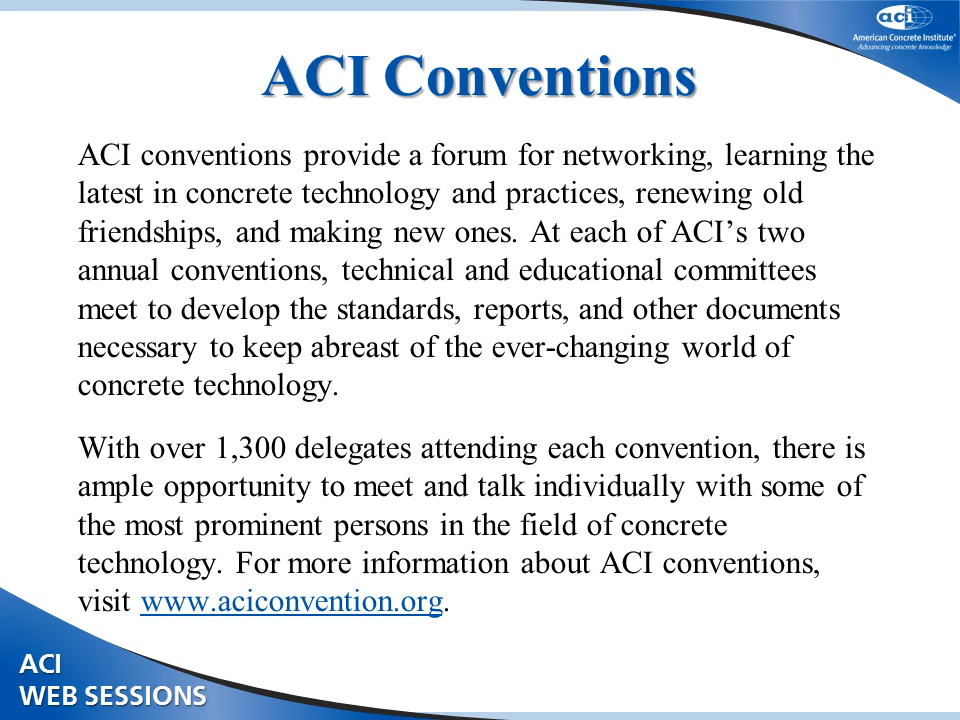 aci
American Concrete Institute®
Advancing concrete knowledge
ACI Conventions
ACI conventions provide a forum for networking, learning the
latest in concrete technology and practices, renewing old
friendships, and making new ones. At each of ACI’s two
annual conventions, technical and educational committees
meet to develop the standards, reports, and other documents
necessary to keep abreast of the ever-changing world of
concrete technology.
With over 1,300 delegates attending each convention, there is
ample opportunity to meet and talk individually with some of
the most prominent persons in the field of concrete
technology. For more information about ACI conventions,
visit www.aciconvention.org.
ACI
WEB SESSIONS